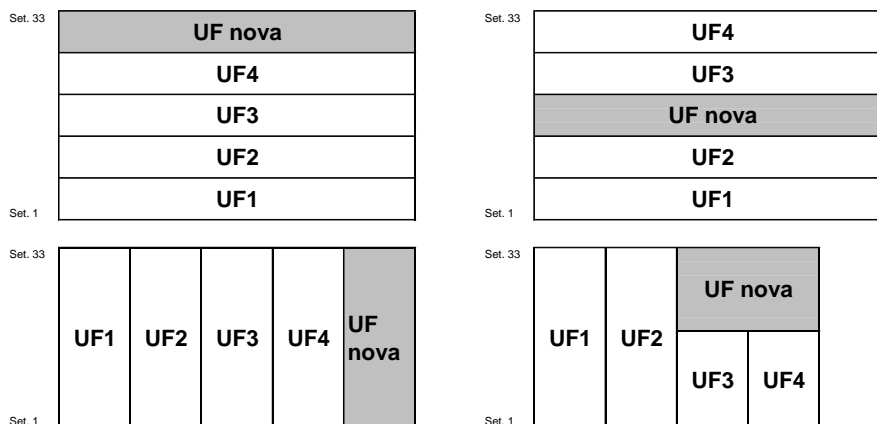 Set. 33
UF nova
UF4
UF3
UF2
UF1
Set. 1
Set. 33
UF4
UF3
UF nova
UF2
UF1
Set. 1
Set. 33
UF1 UF2 UF3 UF4 UF
nova
Set. 1
Set. 33
UF nova
UF1 UF2
UF3 UF4
Set. 1